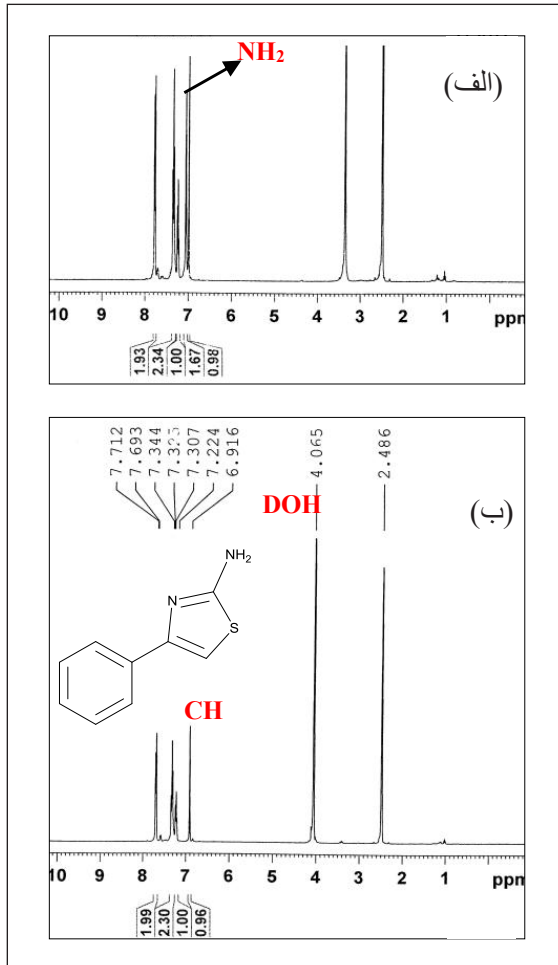 NH₂
(الف)
10 9 8 7 6 5 4 3 2 1 ppm
1.93 2.34 1.00 1.67 0.98
7.712
7.693
7.344
7.325
7.307
7.224
6.916
4.065
2.486
DOH
(ب)
NH₂
N
S
CH
10 9 8 7 6 5 4 3 2 1 ppm
1.99 2.30 1.00 0.96